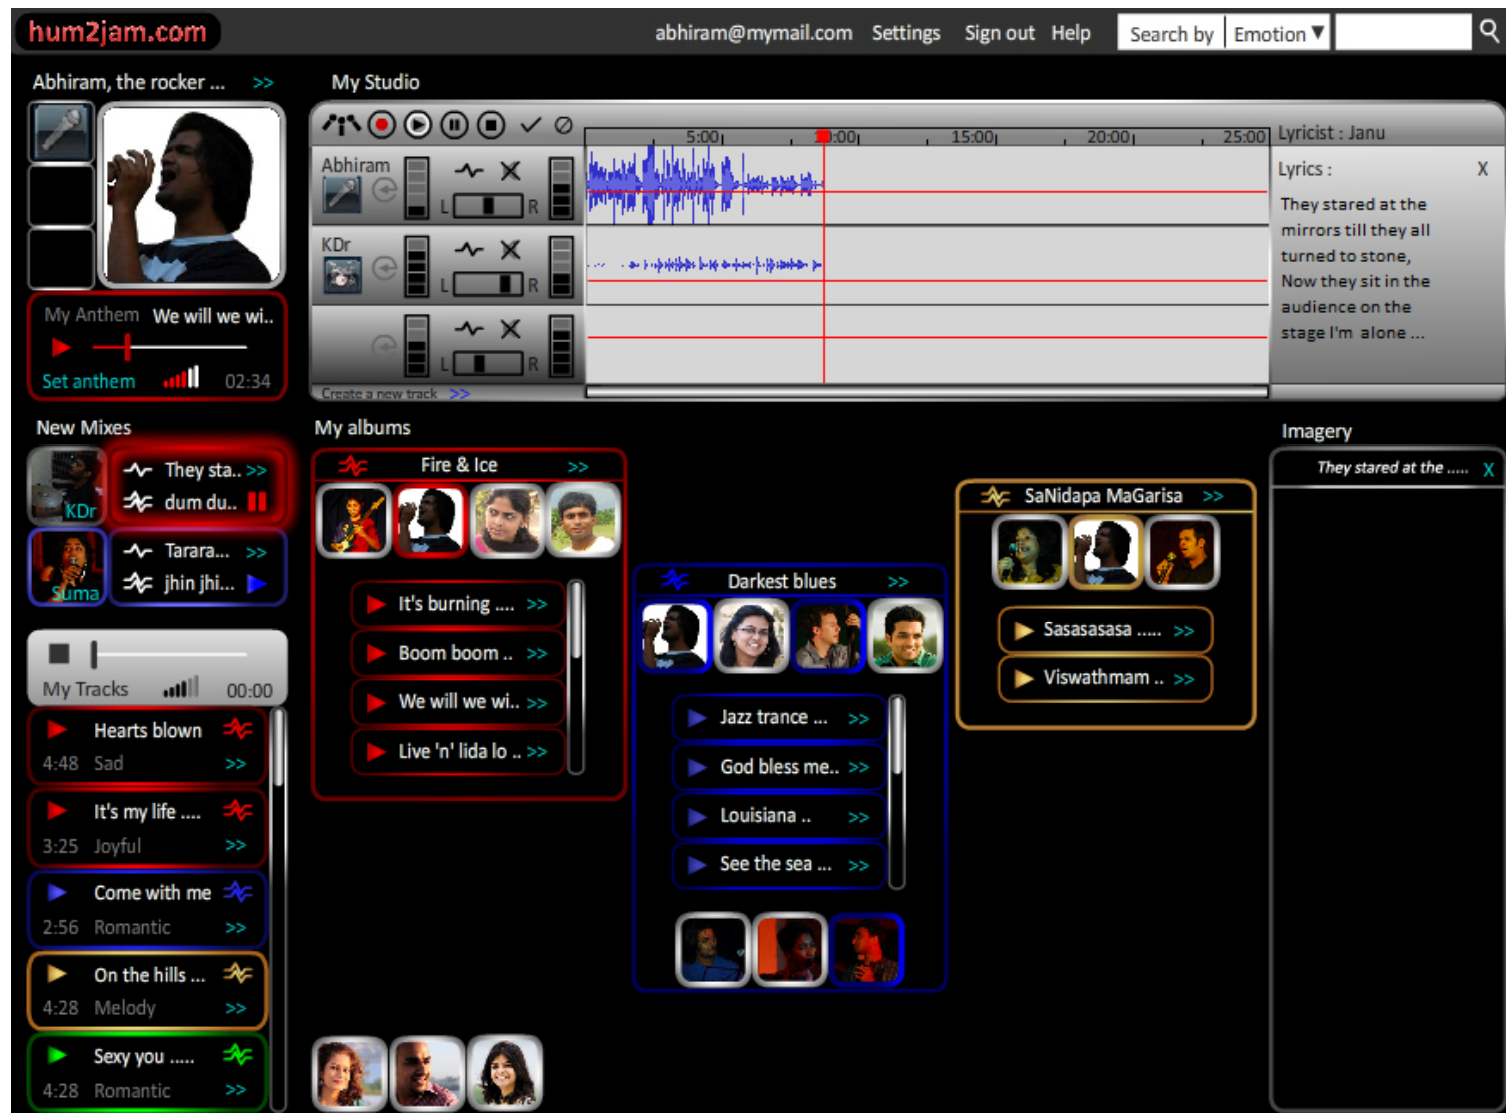 hum2jam.com
abhiram@mymail.com Settings Sign out Help Search by Emotion ▼
Abhiram, the rocker ... >>
My Studio
5:00 10:00 15:00 20:00 25:00
Lyricist : Janu
Abhiram
L R
KDr
L R
L R
Create a new track >>
Lyrics : X
They stared at the
mirrors till they all
turned to stone,
Now they sit in the
audience on the
stage I'm alone ...
My Anthem We will we wi..
Set anthem 02:34
New Mixes
KDr
They sta.. >>
dum du..
Suma
Tarara... >>
jhin jhi...
My Tracks 00:00
Hearts blown
4:48 Sad >>
It's my life ....
3:25 Joyful >>
Come with me
2:56 Romantic >>
On the hills ...
4:28 Melody >>
Sexy you .....
4:28 Romantic >>
My albums
Fire & Ice >>
It's burning .... >>
Boom boom .. >>
We will we wi.. >>
Live 'n' lida lo .. >>
Darkest blues >>
Jazz trance ... >>
God bless me.. >>
Louisiana .. >>
See the sea ... >>
SaNidapa MaGarisa >>
Sasasasasa ..... >>
Viswathmam .. >>
Imagery
They stared at the ..... X